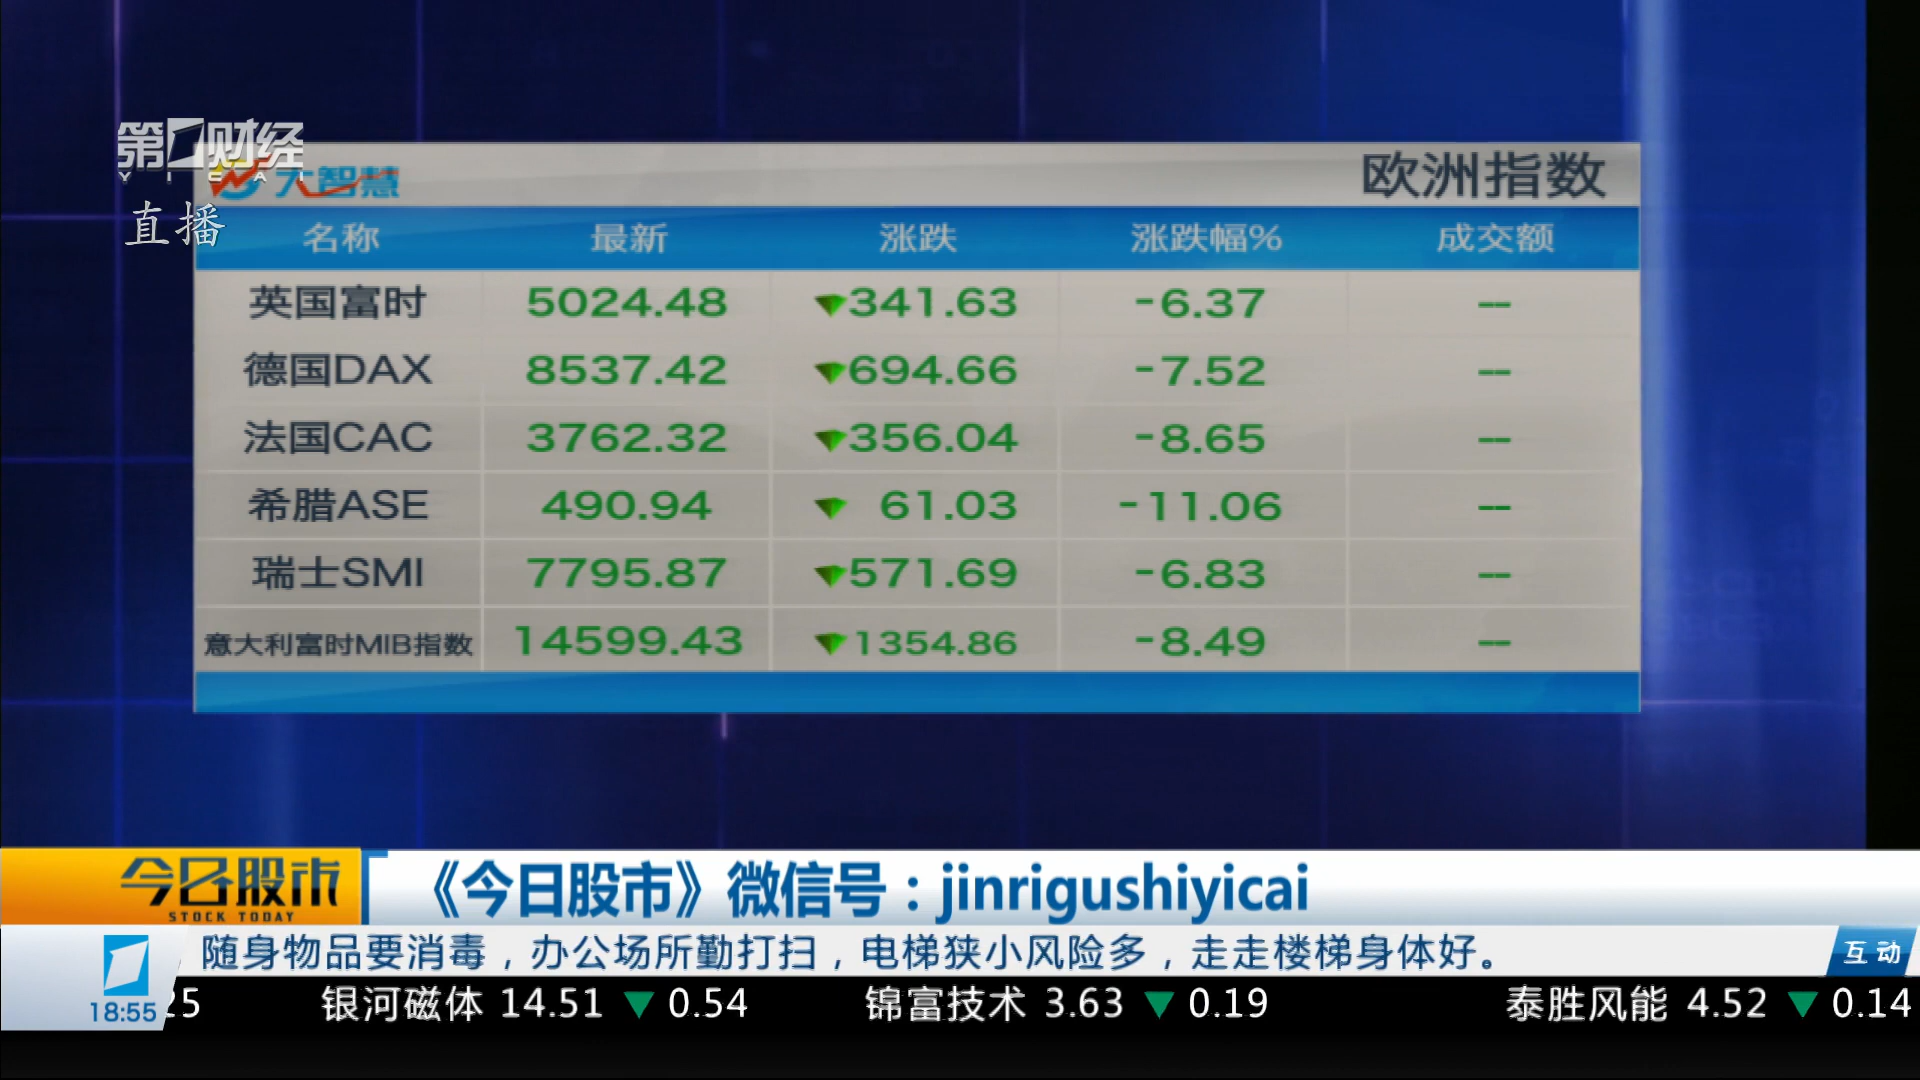 第一财经
YICAI
直播
大智慧
欧洲指数
名称 最新 涨跌 涨跌幅% 成交额
英国富时 5024.48 ▼341.63 -6.37 --
德国DAX 8537.42 ▼694.66 -7.52 --
法国CAC 3762.32 ▼356.04 -8.65 --
希腊ASE 490.94 ▼ 61.03 -11.06 --
瑞士SMI 7795.87 ▼571.69 -6.83 --
意大利富时MIB指数 14599.43 ▼1354.86 -8.49 --
今日股市
STOCK TODAY
《今日股市》微信号：jinrigushiyicai
随身物品要消毒，办公场所勤打扫，电梯狭小风险多，走走楼梯身体好。
互动
18:55
25 银河磁体 14.51 ▼ 0.54 锦富技术 3.63 ▼ 0.19 泰胜风能 4.52 ▼ 0.14